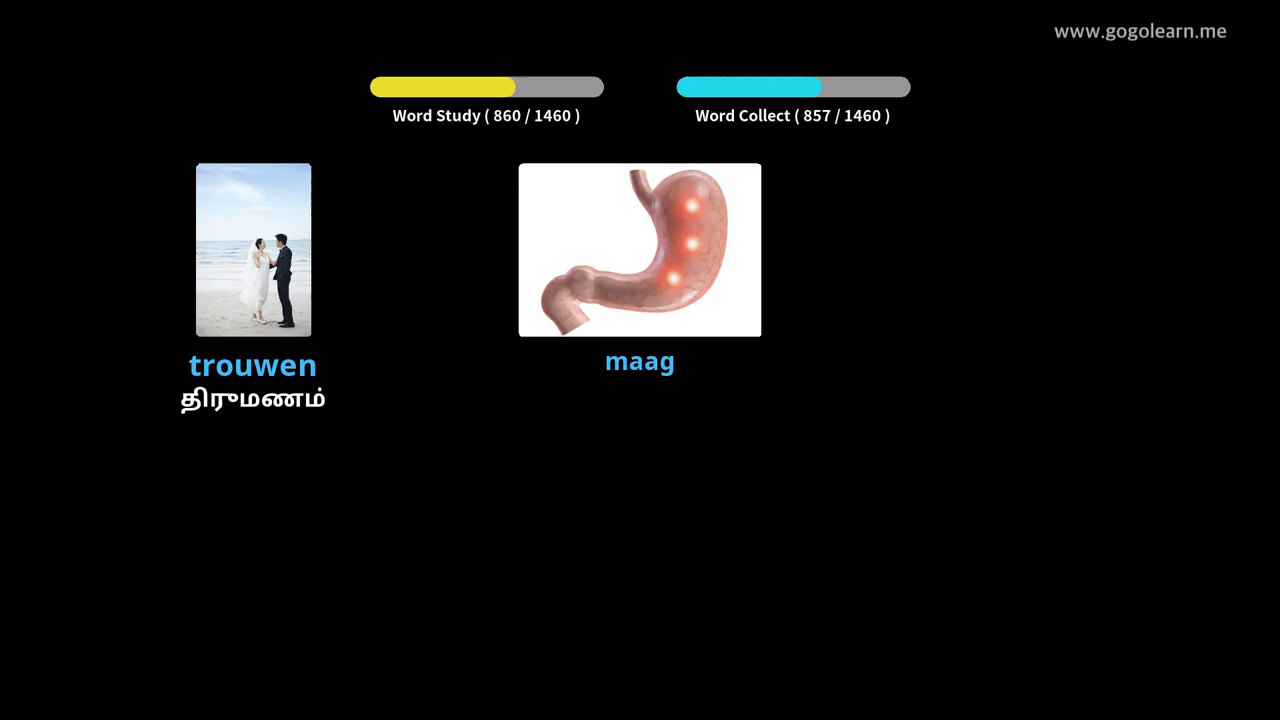 www.gogolearn.me
Word Study ( 860 / 1460 )
Word Collect ( 857 / 1460 )
trouwen
திருமணம்
maag